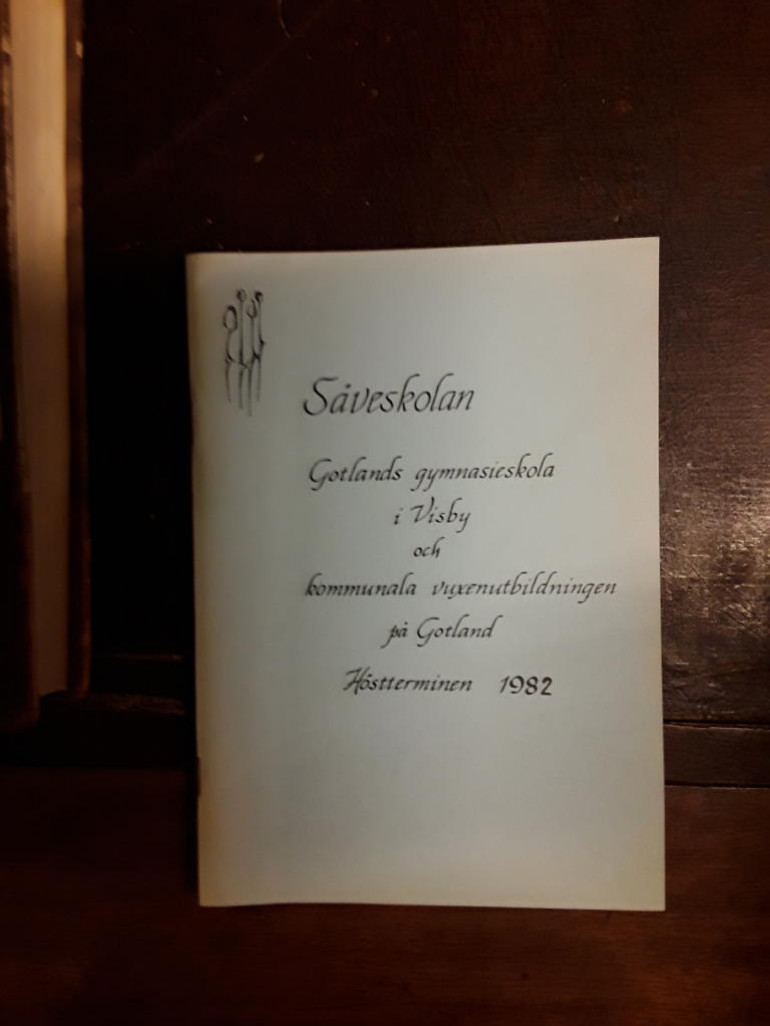 Säveskolan
Gotlands gymnasieskola
i Visby
och
kommunala vuxenutbildningen
på Gotland
Höstterminen 1982